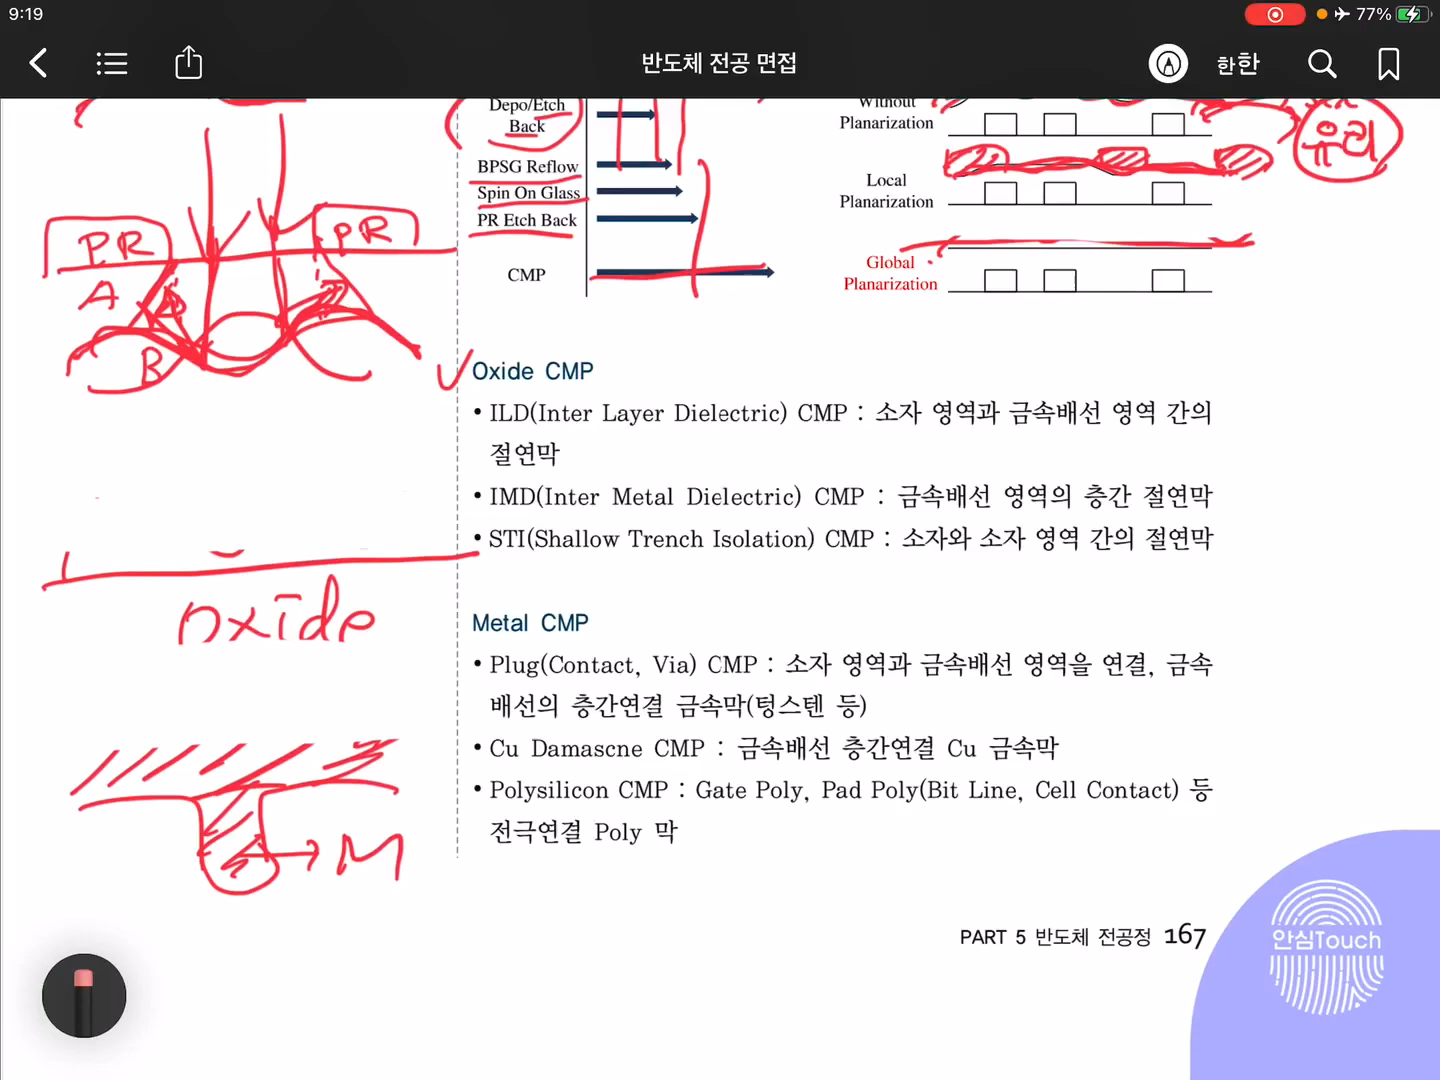 9:19
77%
반도체 전공 면접
한한
Depo/Etch
Back
BPSG Reflow
Spin On Glass
PR Etch Back
CMP
Without
Planarization
Local
Planarization
Global
Planarization
유리
PR
PR
A
B
Oxide CMP
• ILD(Inter Layer Dielectric) CMP : 소자 영역과 금속배선 영역 간의
절연막
• IMD(Inter Metal Dielectric) CMP : 금속배선 영역의 층간 절연막
• STI(Shallow Trench Isolation) CMP : 소자와 소자 영역 간의 절연막
oxide
Metal CMP
• Plug(Contact, Via) CMP : 소자 영역과 금속배선 영역을 연결, 금속
배선의 층간연결 금속막(텅스텐 등)
• Cu Damascne CMP : 금속배선 층간연결 Cu 금속막
• Polysilicon CMP : Gate Poly, Pad Poly(Bit Line, Cell Contact) 등
전극연결 Poly 막
M
PART 5 반도체 전공정 167
안심Touch